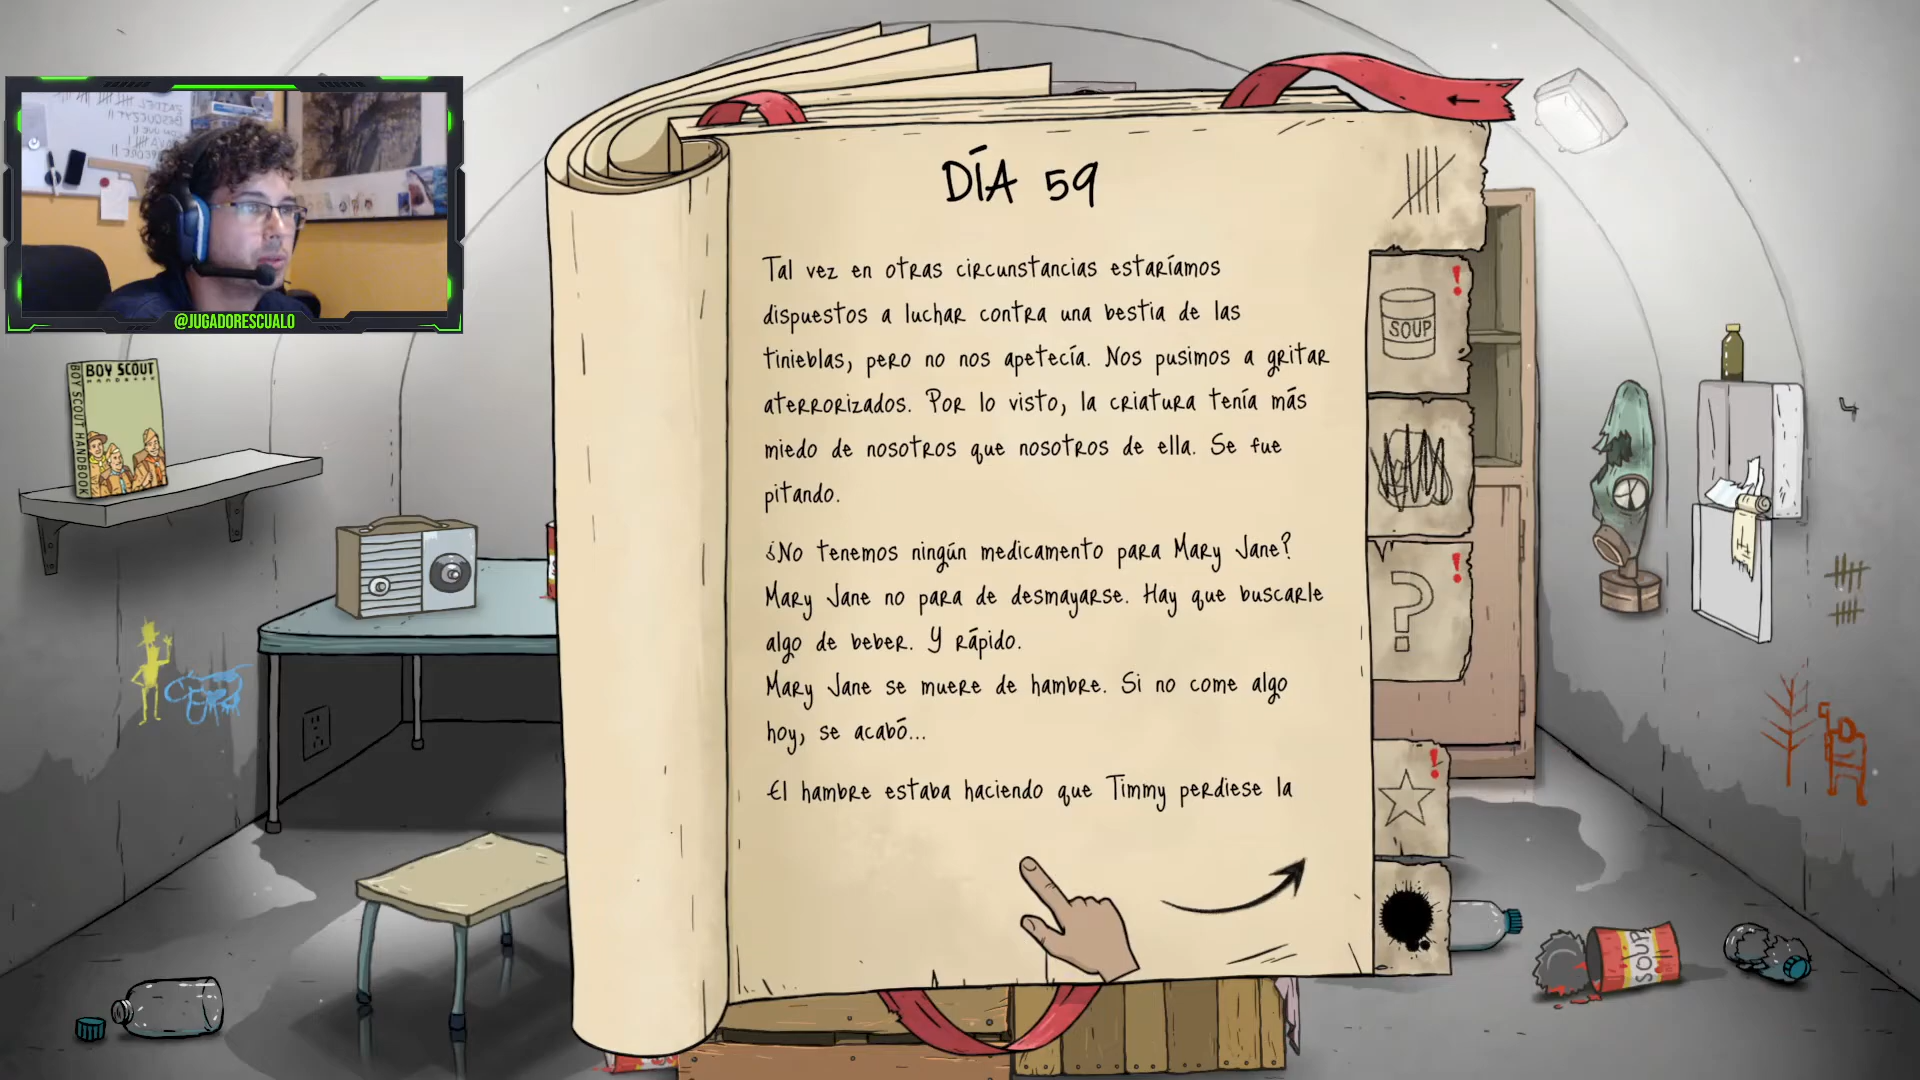 DÍA 59
Tal vez en otras circunstancias estaríamos
dispuestos a luchar contra una bestia de las
tinieblas, pero no nos apetecía. Nos pusimos a gritar
aterrorizados. Por lo visto, la criatura tenía más
miedo de nosotros que nosotros de ella. Se fue
pitando.
¿No tenemos ningún medicamento para Mary Jane?
Mary Jane no para de desmayarse. Hay que buscarle
algo de beber. Y rápido.
Mary Jane se muere de hambre. Si no come algo
hoy, se acabó...
El hambre estaba haciendo que Timmy perdiese la
@JUGADORESCUALO
BOY SCOUT
HANDBOOK
BOY SCOUT HANDBOOK
!
SOUP
!
?
!
SOUP